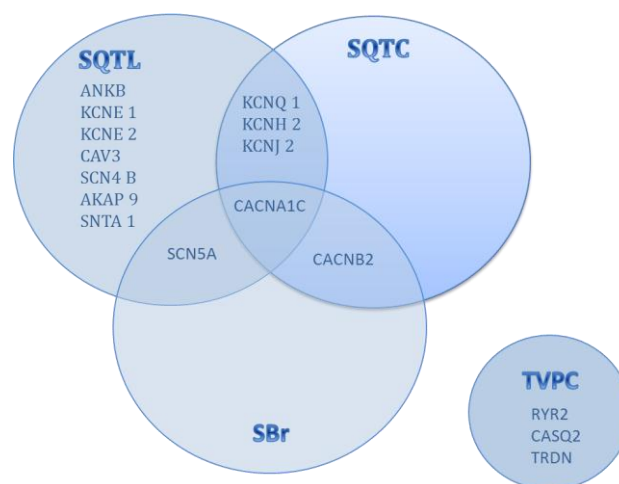 SQTL
ANKB
KCNE 1
KCNE 2
CAV3
SCN4 B
AKAP 9
SNTA 1
SQTC
KCNQ 1
KCNH 2
KCNJ 2
CACNA1C
SCN5A
CACNB2
SBr
TVPC
RYR2
CASQ2
TRDN